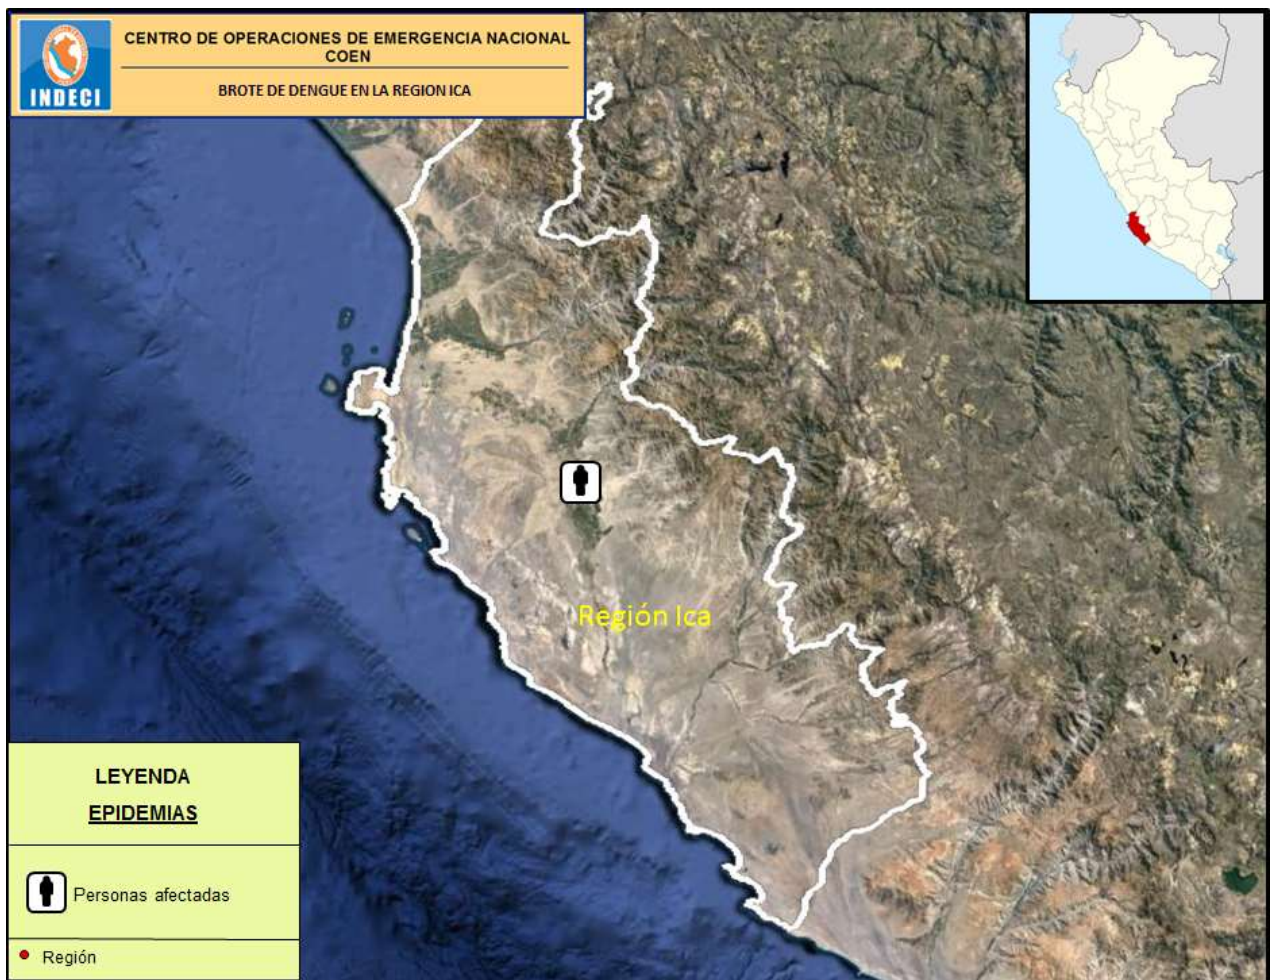 CENTRO DE OPERACIONES DE EMERGENCIA NACIONAL
COEN
BROTE DE DENGUE EN LA REGION ICA
INDECI
Región Ica
LEYENDA
EPIDEMIAS
Personas afectadas
Región